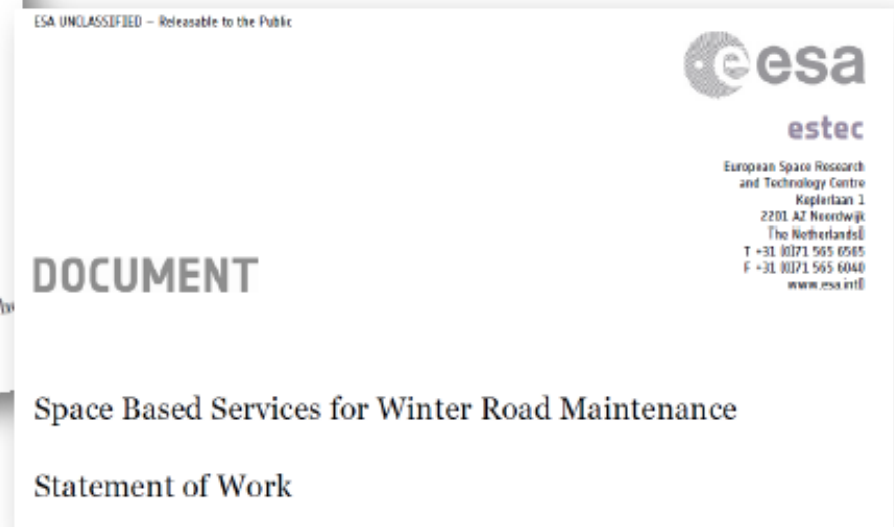 ESA UNCLASSIFIED – Releasable to the Public
esa
estec
European Space Research
and Technology Centre
Keplerlaan 1
2201 AZ Noordwijk
The Netherlands
T +31 (0)71 565 6565
F +31 (0)71 565 6040
www.esa.int
DOCUMENT
Space Based Services for Winter Road Maintenance
Statement of Work